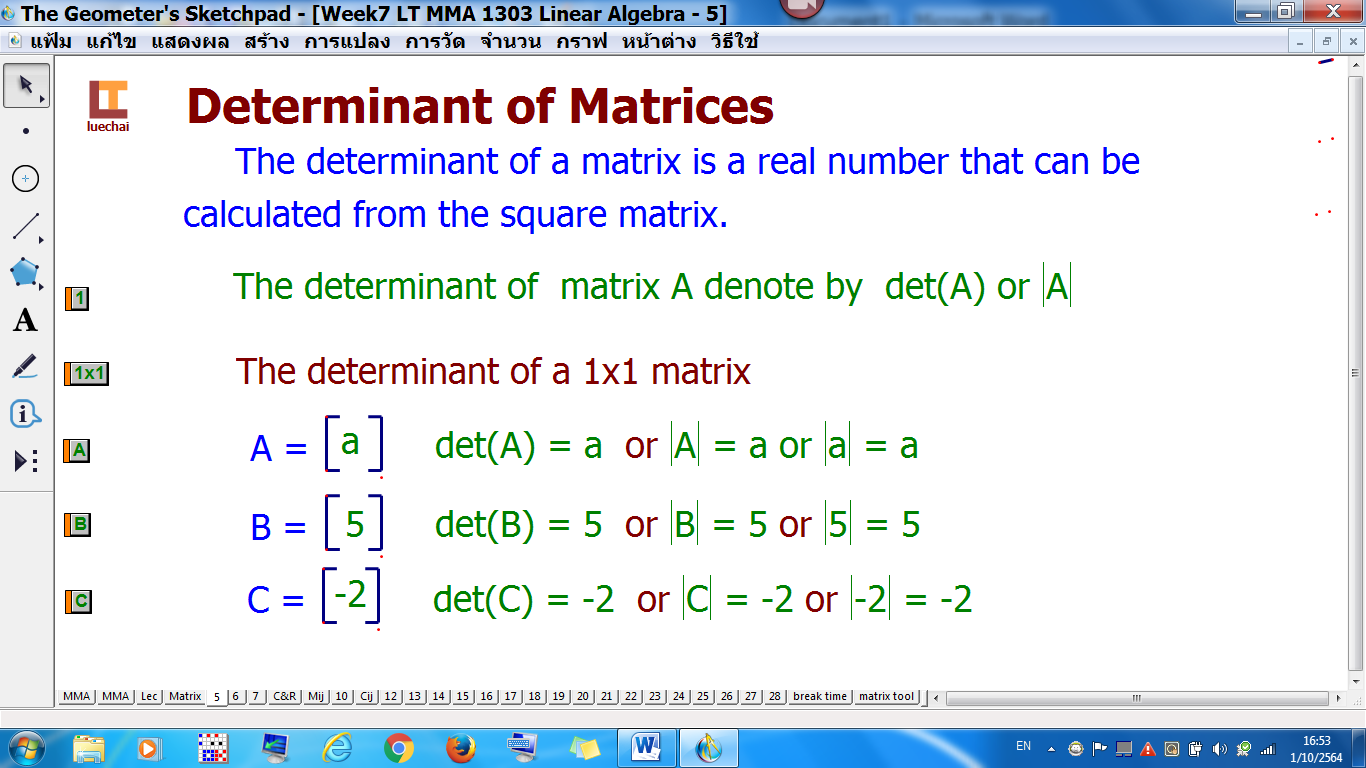 The Geometer's Sketchpad - [Week7 LT MMA 1303 Linear Algebra - 5]
แฟ้ม แก้ไข แสดงผล สร้าง การแปลง การวัด จำนวน กราฟ หน้าต่าง วิธีใช้
LT
luechai
Determinant of Matrices
The determinant of a matrix is a real number that can be
calculated from the square matrix.
1
The determinant of matrix A denote by det(A) or |A|
1x1
The determinant of a 1x1 matrix
A
A = [a] det(A) = a or |A| = a or |a| = a
B
B = [5] det(B) = 5 or |B| = 5 or |5| = 5
C
C = [-2] det(C) = -2 or |C| = -2 or |-2| = -2
MMA MMA Lec Matrix 5 6 7 C&R Mij 10 Cij 12 13 14 15 16 17 18 19 20 21 22 23 24 25 26 27 28 break time matrix tool
EN
16:53
1/10/2564